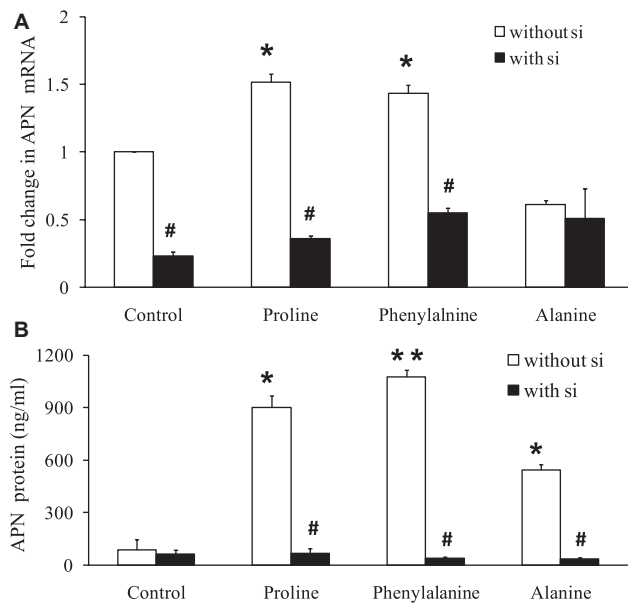 A
Fold change in APN mRNA
2
1.5
1
0.5
0
without si
with si
*
*
#
#
#
Control Proline Phenylalnine Alanine
B
APN protein (ng/ml)
1200
900
600
300
0
without si
with si
*
* *
*
#
#
#
Control Proline Phenylalanine Alanine